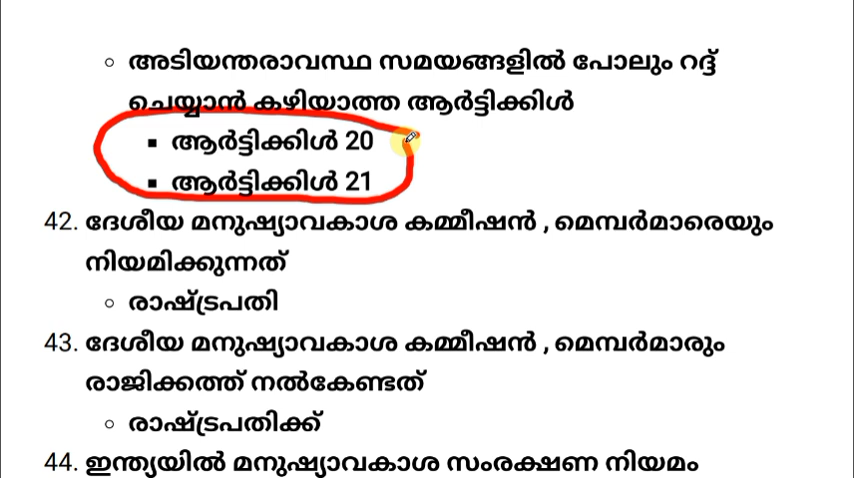 അടിയന്തരാവസ്ഥ സമയങ്ങളിൽ പോലും റദ്ദ്
ചെയ്യാൻ കഴിയാത്ത ആർട്ടിക്കിൾ
ആർട്ടിക്കിൾ 20
ആർട്ടിക്കിൾ 21
42. ദേശീയ മനുഷ്യാവകാശ കമ്മീഷൻ , മെമ്പർമാരെയും
നിയമിക്കുന്നത്
രാഷ്ട്രപതി
43. ദേശീയ മനുഷ്യാവകാശ കമ്മീഷൻ , മെമ്പർമാരും
രാജിക്കത്ത് നൽകേണ്ടത്
രാഷ്ട്രപതിക്ക്
44. ഇന്ത്യയിൽ മനുഷ്യാവകാശ സംരക്ഷണ നിയമം